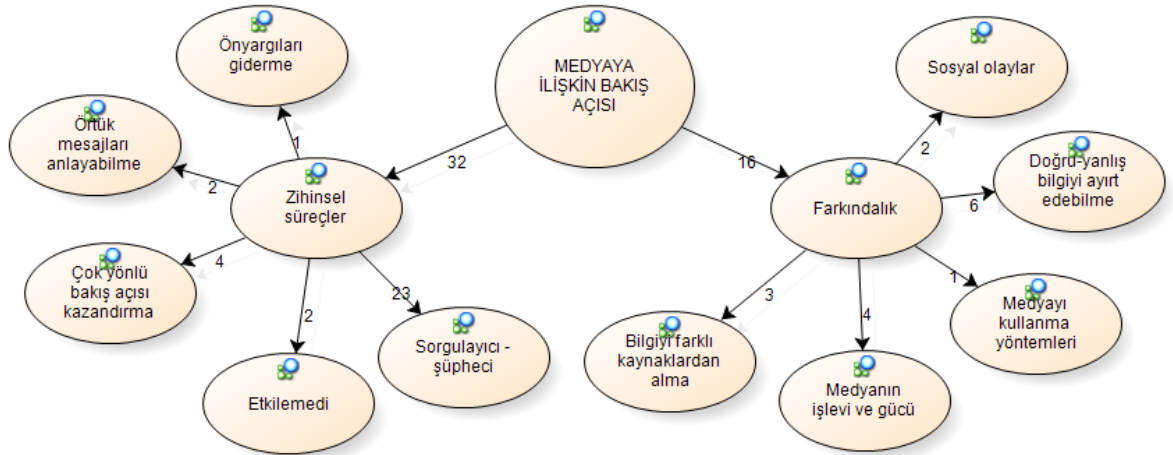 MEDYAYA
İLİŞKİN BAKIŞ
AÇISI
32
16
Zihinsel
süreçler
1
Önyargıları
giderme
2
Örtük
mesajları
anlayabilme
4
Çok yönlü
bakış açısı
kazandırma
2
Etkilemedi
23
Sorgulayıcı -
şüpheci
Farkındalık
2
Sosyal olaylar
6
Doğru-yanlış
bilgiyi ayırt
edebilme
1
Medyayı
kullanma
yöntemleri
4
Medyanın
işlevi ve gücü
3
Bilgiyi farklı
kaynaklardan
alma